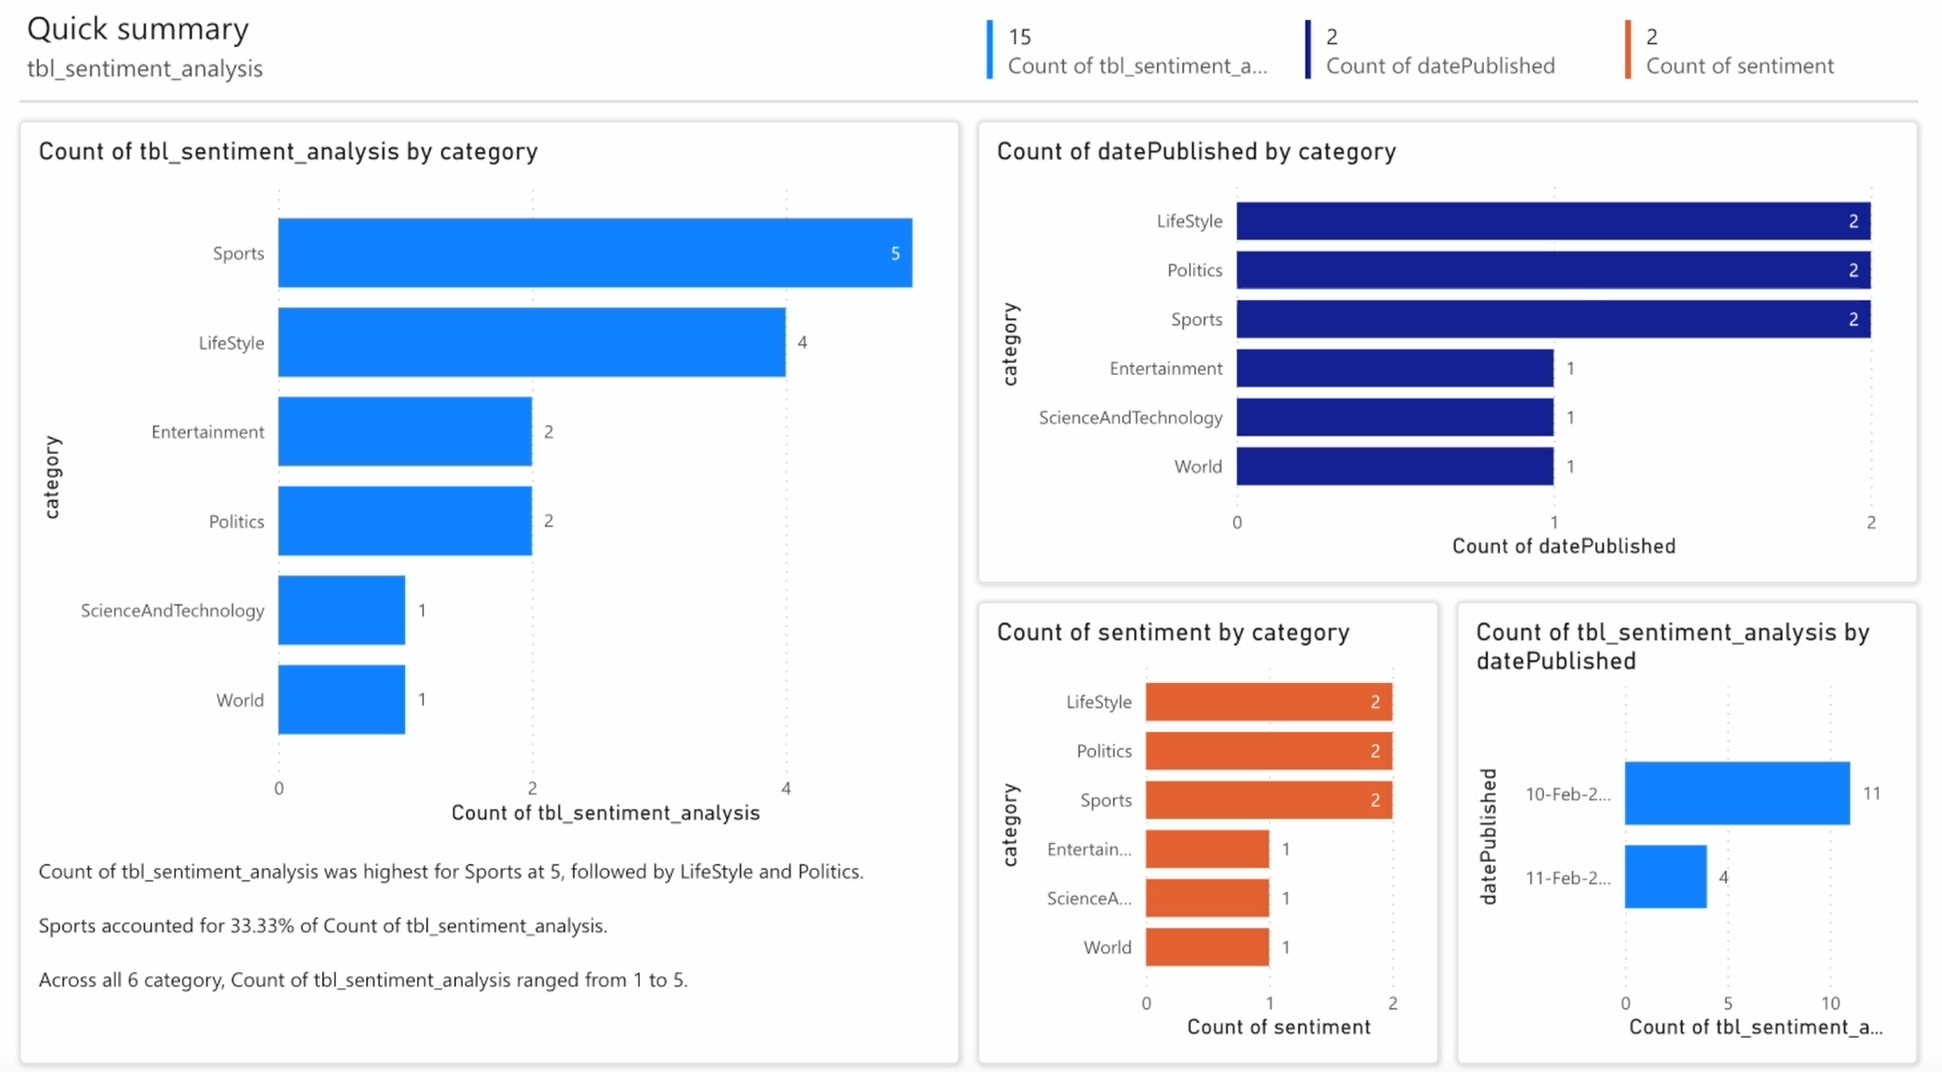 Quick summary
tbl_sentiment_analysis
15
Count of tbl_sentiment_a...
2
Count of datePublished
2
Count of sentiment
Count of tbl_sentiment_analysis by category
category
Sports
5
LifeStyle
4
Entertainment
2
Politics
2
ScienceAndTechnology
1
World
1
0 2 4
Count of tbl_sentiment_analysis
Count of tbl_sentiment_analysis was highest for Sports at 5, followed by LifeStyle and Politics.
Sports accounted for 33.33% of Count of tbl_sentiment_analysis.
Across all 6 category, Count of tbl_sentiment_analysis ranged from 1 to 5.
Count of datePublished by category
category
LifeStyle
2
Politics
2
Sports
2
Entertainment
1
ScienceAndTechnology
1
World
1
0 1 2
Count of datePublished
Count of sentiment by category
category
LifeStyle
2
Politics
2
Sports
2
Entertain...
1
ScienceA...
1
World
1
0 1 2
Count of sentiment
Count of tbl_sentiment_analysis by
datePublished
datePublished
10-Feb-2...
11
11-Feb-2...
4
0 5 10
Count of tbl_sentiment_a...